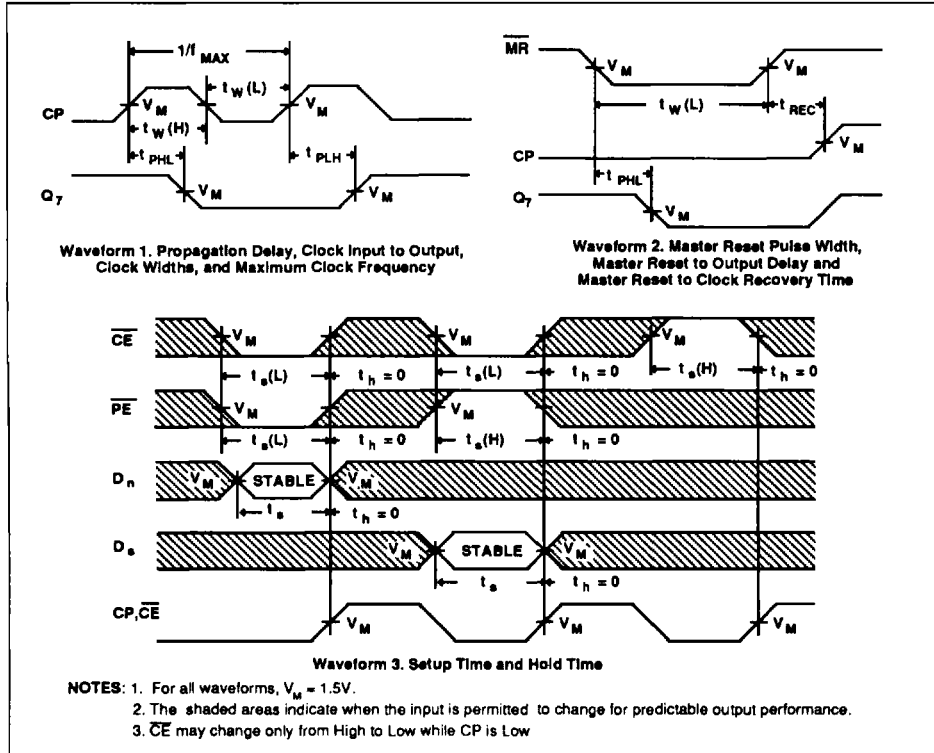 1/f MAX
t W (L)
CP
V M
V M
t W (H)
t PHL
t PLH
Q 7
V M
V M
Waveform 1. Propagation Delay, Clock Input to Output,
Clock Widths, and Maximum Clock Frequency
MR
V M
V M
t W (L)
t REC
CP
V M
t PHL
Q 7
V M
Waveform 2. Master Reset Pulse Width,
Master Reset to Output Delay and
Master Reset to Clock Recovery Time
CE
V M
V M
V M
t s (L)
t h = 0
t s (L)
t h = 0
t s (H)
t h = 0
PE
V M
V M
t s (L)
t h = 0
t s (H)
t h = 0
D n
V M
STABLE
V M
t s
t h = 0
D s
V M
STABLE
V M
t s
t h = 0
CP, CE
V M
V M
V M
Waveform 3. Setup Time and Hold Time
NOTES: 1. For all waveforms, V M = 1.5V.
2. The shaded areas indicate when the input is permitted to change for predictable output performance.
3. CE may change only from High to Low while CP is Low